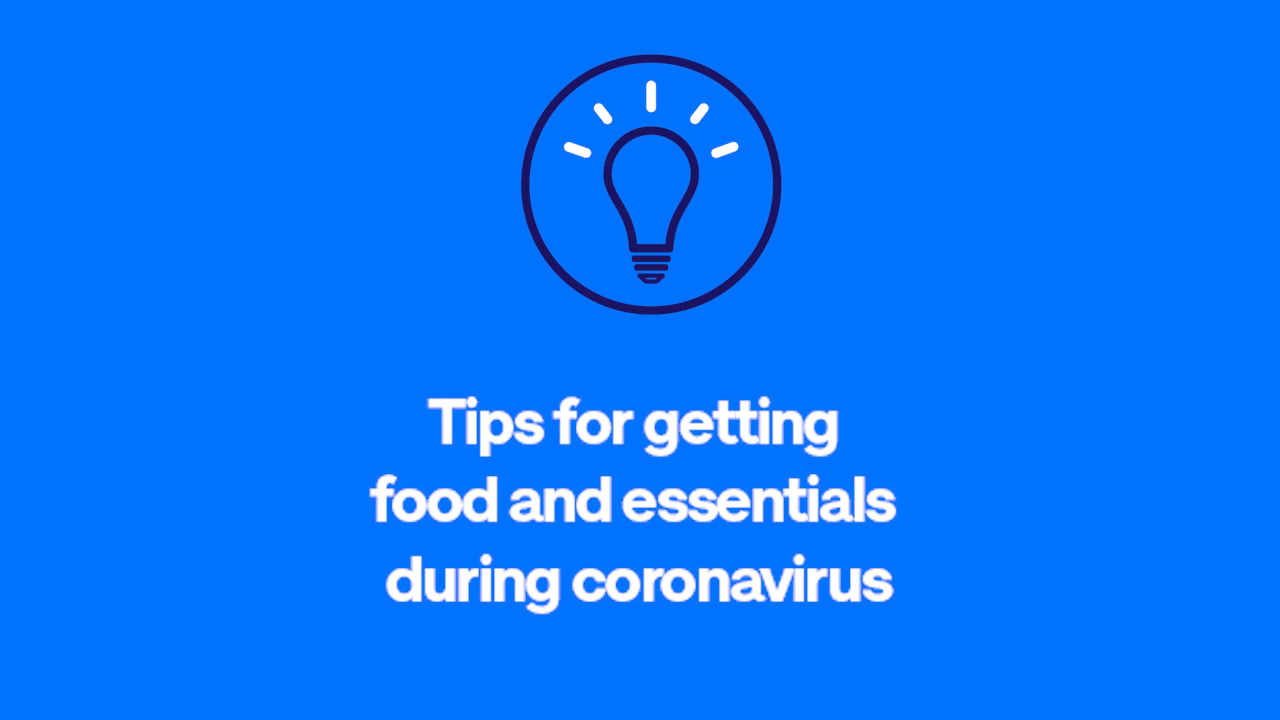 Tips for getting
food and essentials
during coronavirus